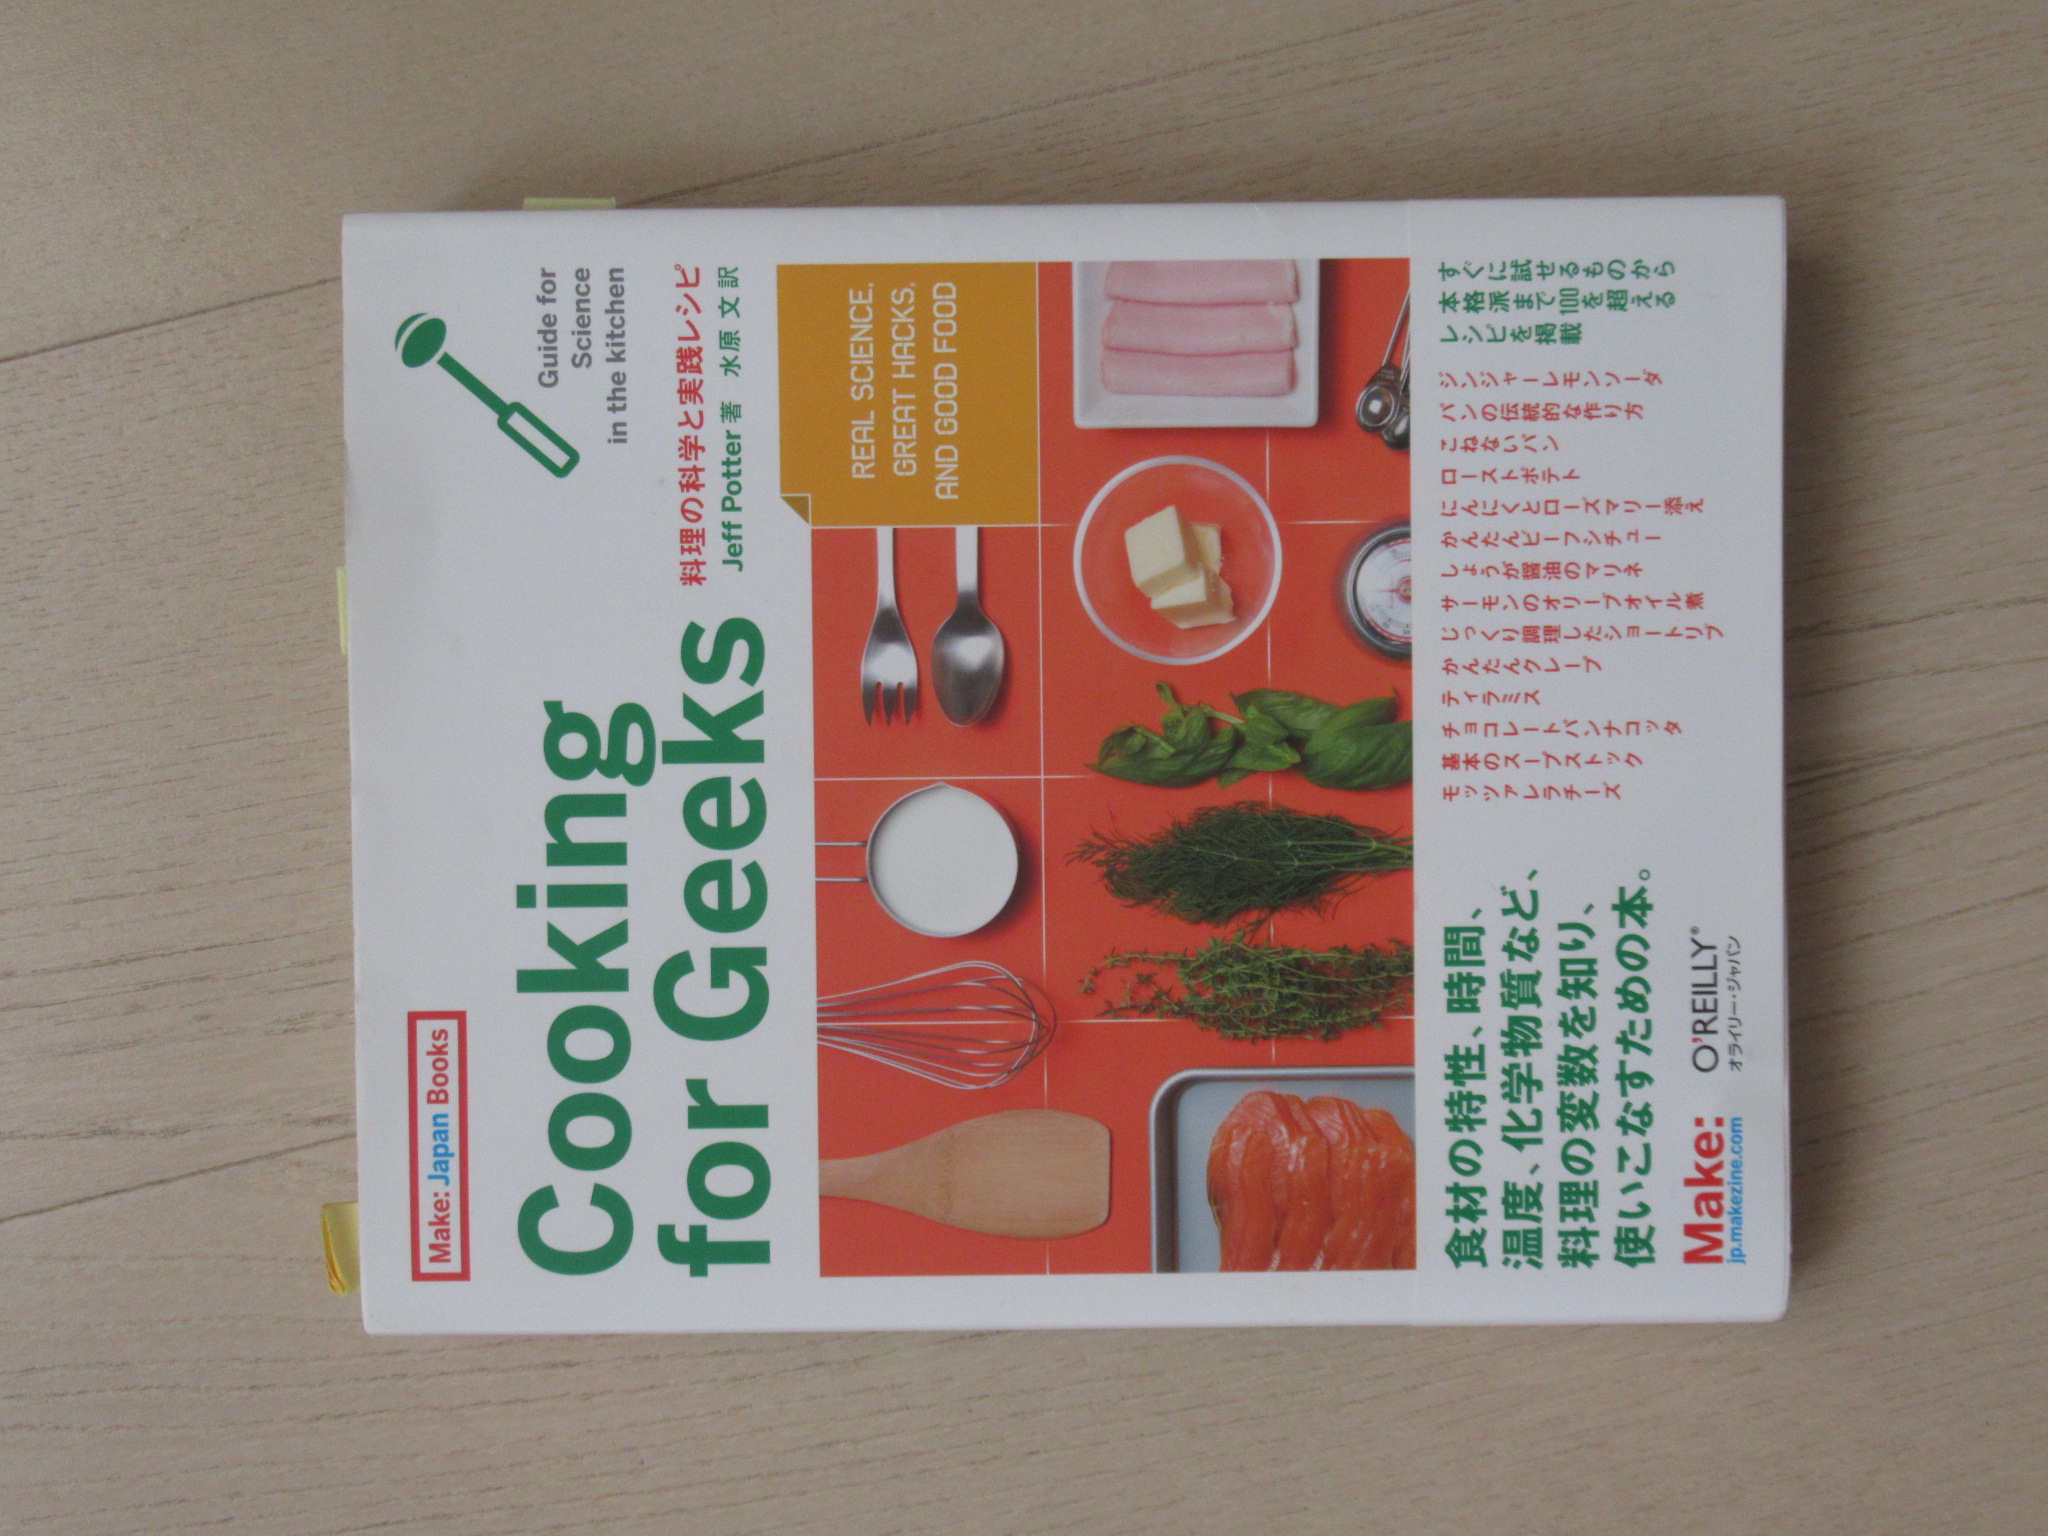 Make: Japan Books
Guide for
Science
in the kitchen
Cooking
for Geeks
料理の科学と実践レシピ
Jeff Potter 著 水原 文 訳
REAL SCIENCE,
GREAT HACKS,
AND GOOD FOOD
食材の特性、時間、
温度、化学物質など、
料理の変数を知り、
使いこなすための本。
モッツァレラチーズ
基本のスープストック
チョコレートパンナコッタ
ティラミス
かんたんクレープ
じっくり調理したショートリブ
サーモンのオリーブオイル煮
しょうが醤油のマリネ
かんたんビーフシチュー
にんにくとローズマリー添え
ローストポテト
こねないパン
パンの伝統的な作り方
ジンジャーレモンソーダ
すぐに試せるものから
本格派まで100を超える
レシピを掲載
Make:
jp.makezine.com
O'REILLY®
オライリー・ジャパン